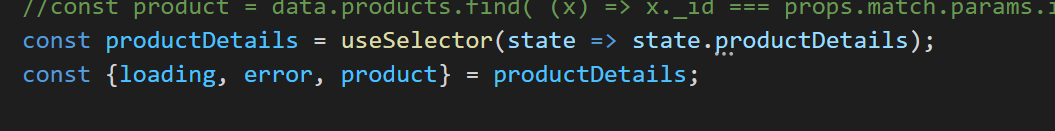 //const product = data.products.find( (x) => x._id === props.match.params.i
const productDetails = useSelector(state => state.productDetails);
const {loading, error, product} = productDetails;